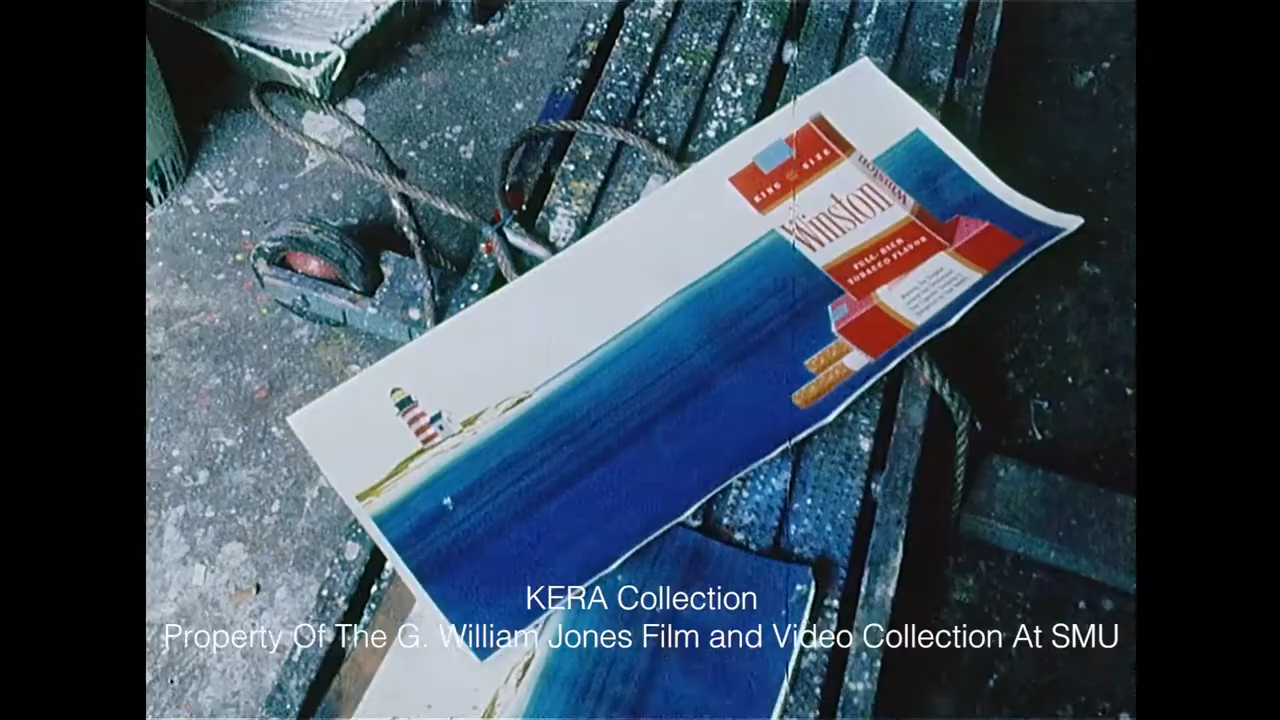 KING SIZE
Winston
Winston
FULL-RICH
TOBACCO FLAVOR
KERA Collection
Property Of The G. William Jones Film and Video Collection At SMU